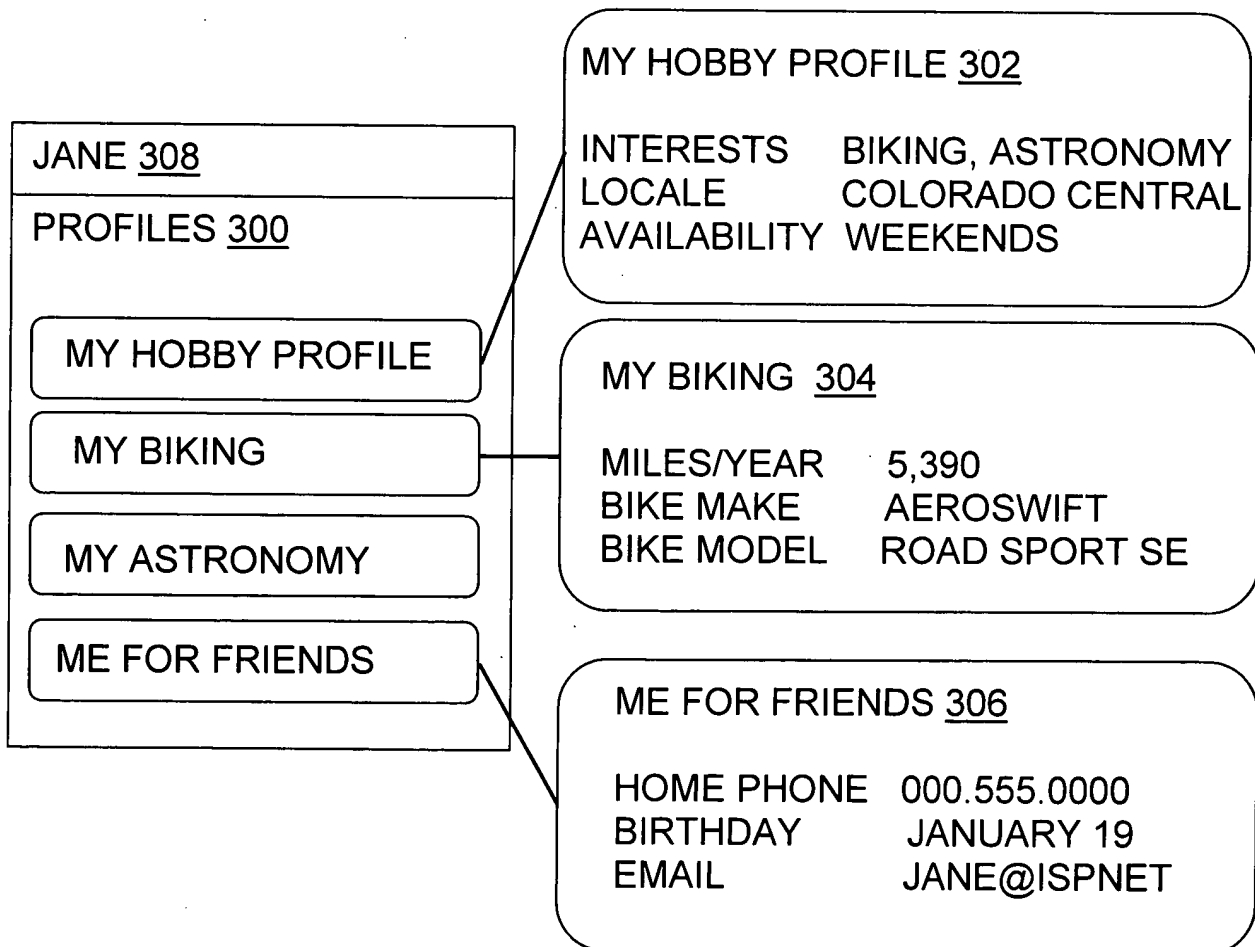 JANE 308
PROFILES 300
MY HOBBY PROFILE
MY BIKING
MY ASTRONOMY
ME FOR FRIENDS
MY HOBBY PROFILE 302
INTERESTS BIKING, ASTRONOMY
LOCALE COLORADO CENTRAL
AVAILABILITY WEEKENDS
MY BIKING 304
MILES/YEAR 5,390
BIKE MAKE AEROSWIFT
BIKE MODEL ROAD SPORT SE
ME FOR FRIENDS 306
HOME PHONE 000.555.0000
BIRTHDAY JANUARY 19
EMAIL JANE@ISPNET